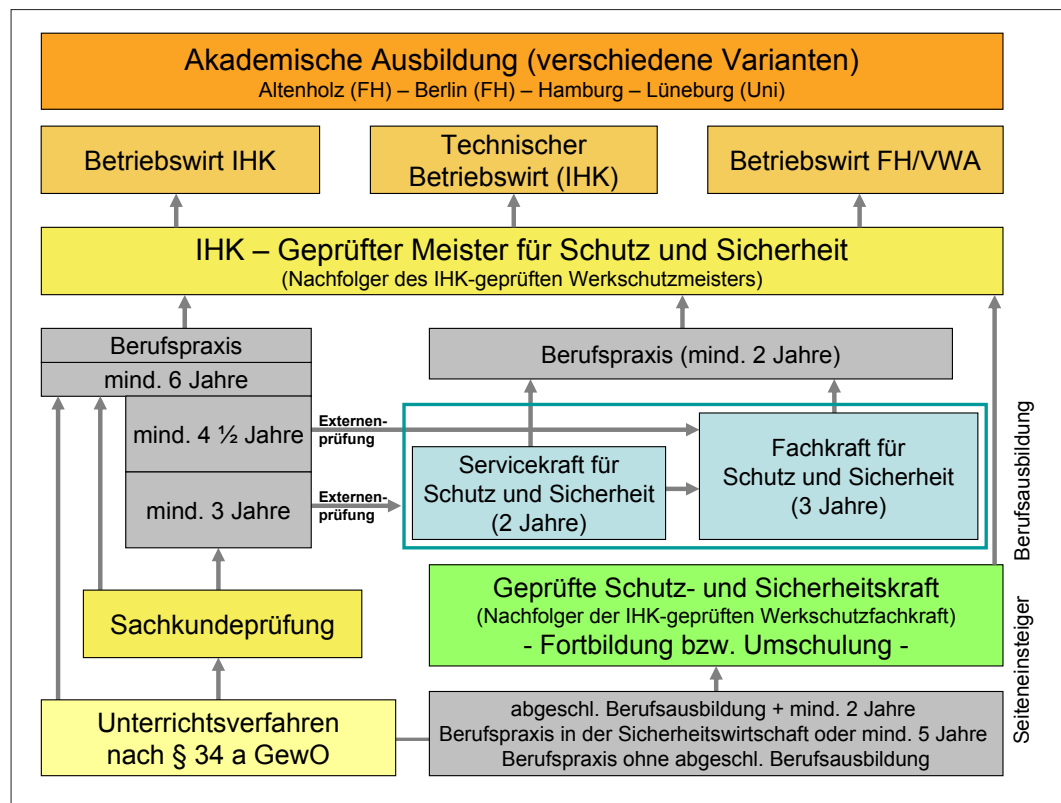 Akademische Ausbildung (verschiedene Varianten)
Altenholz (FH) – Berlin (FH) – Hamburg – Lüneburg (Uni)
Betriebswirt IHK
Technischer
Betriebswirt (IHK)
Betriebswirt FH/VWA
IHK – Geprüfter Meister für Schutz und Sicherheit
(Nachfolger des IHK-geprüften Werkschutzmeisters)
Berufspraxis
mind. 6 Jahre
mind. 4 ½ Jahre
mind. 3 Jahre
Berufspraxis (mind. 2 Jahre)
Externen-
prüfung
Externen-
prüfung
Servicekraft für
Schutz und Sicherheit
(2 Jahre)
Fachkraft für
Schutz und Sicherheit
(3 Jahre)
Berufsausbildung
Sachkundeprüfung
Geprüfte Schutz- und Sicherheitskraft
(Nachfolger der IHK-geprüften Werkschutzfachkraft)
- Fortbildung bzw. Umschulung -
Seiteneinsteiger
Unterrichtsverfahren
nach § 34 a GewO
abgeschl. Berufsausbildung + mind. 2 Jahre
Berufspraxis in der Sicherheitswirtschaft oder mind. 5 Jahre
Berufspraxis ohne abgeschl. Berufsausbildung